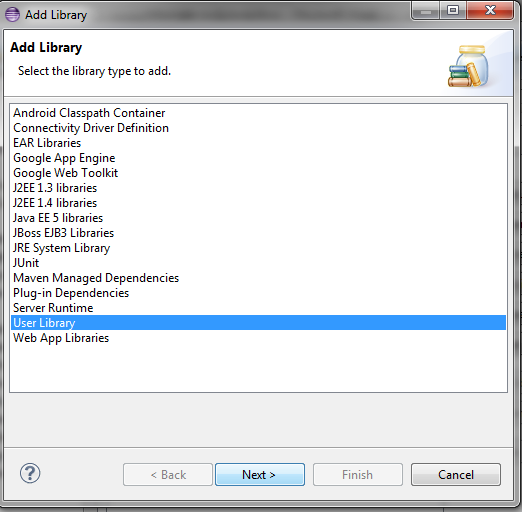 Add Library
Add Library
Select the library type to add.
Android Classpath Container
Connectivity Driver Definition
EAR Libraries
Google App Engine
Google Web Toolkit
J2EE 1.3 libraries
J2EE 1.4 libraries
Java EE 5 libraries
JBoss EJB3 Libraries
JRE System Library
JUnit
Maven Managed Dependencies
Plug-in Dependencies
Server Runtime
User Library
Web App Libraries
? < Back Next > Finish Cancel